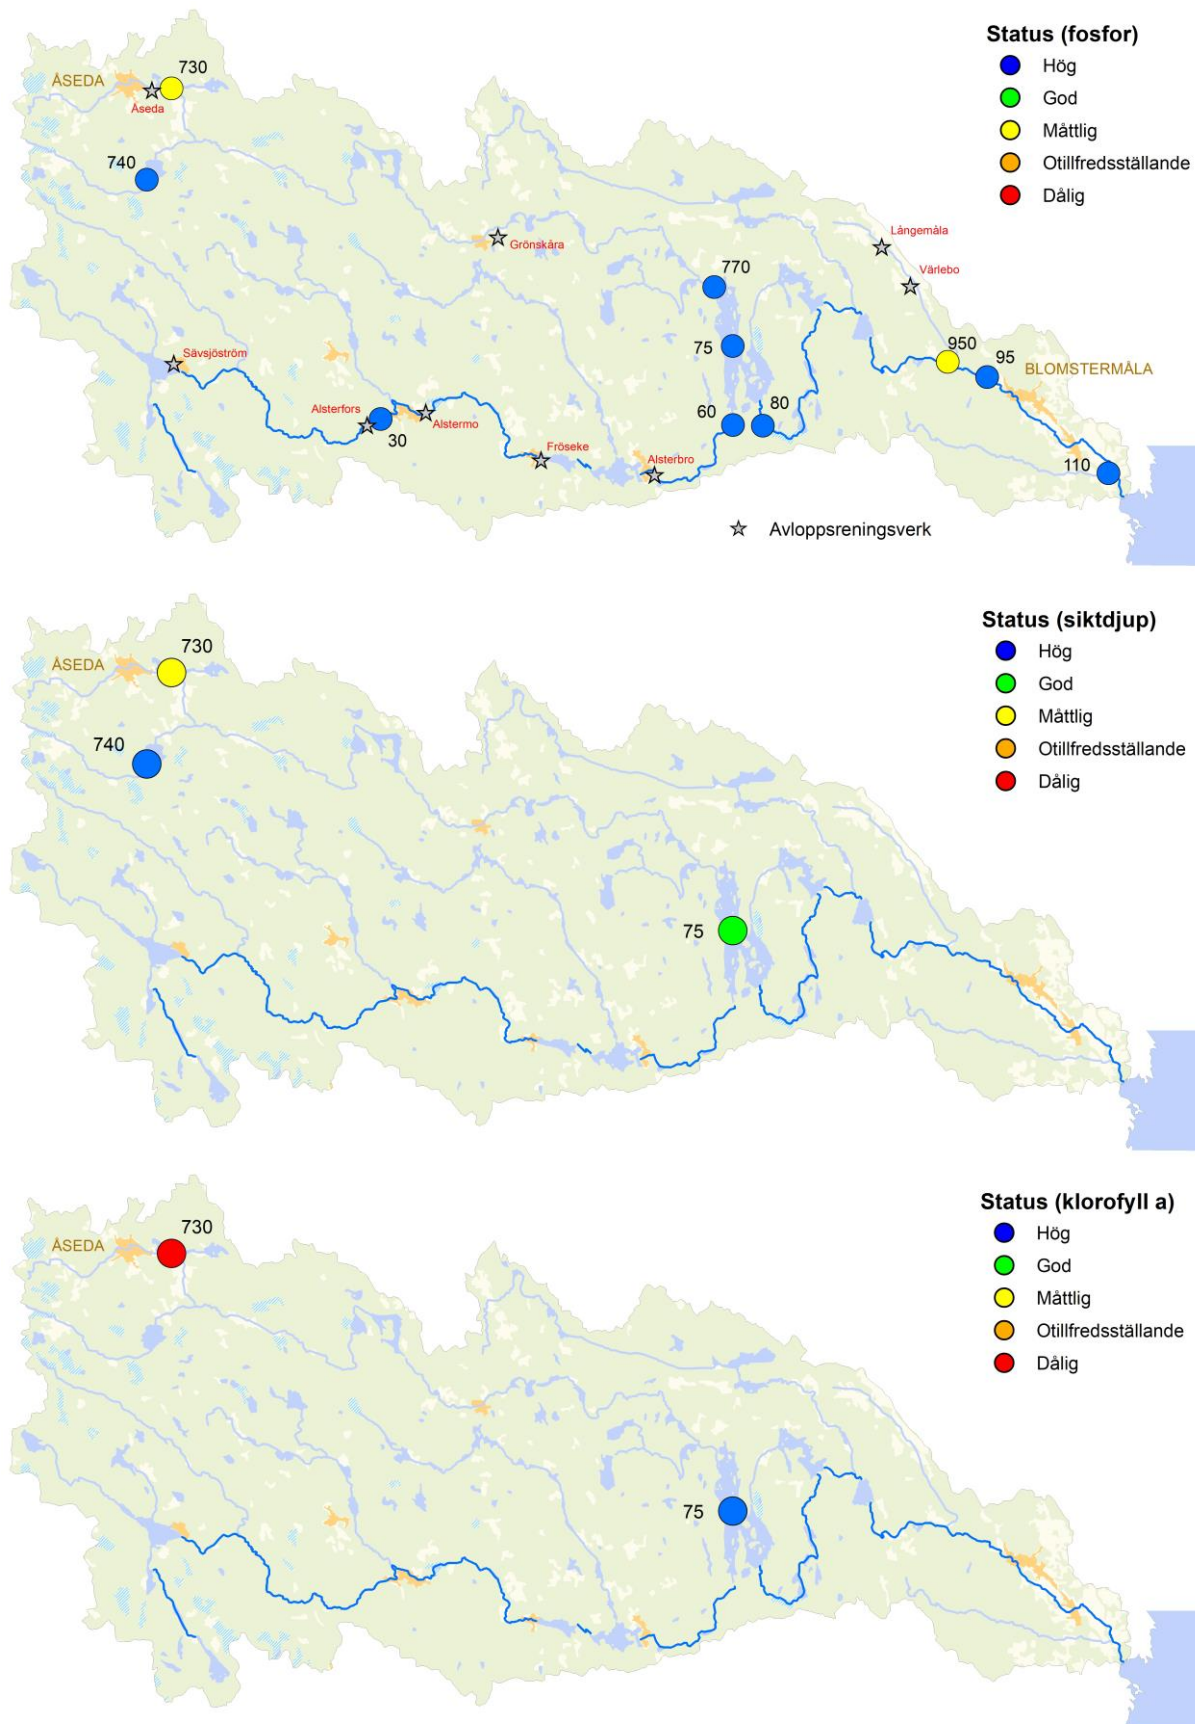 Status (fosfor)
Hög
God
Måttlig
Otillfredsställande
Dålig
ÅSEDA
730
Åseda
740
Grönskåra
Långemåla
Värlebo
770
75
950
95
BLOMSTERMÅLA
Sävsjöström
Alsterfors
30
Alstermo
60
80
Fröseke
Alsterbro
110
Avloppsreningsverk
Status (siktdjup)
Hög
God
Måttlig
Otillfredsställande
Dålig
ÅSEDA
730
740
75
Status (klorofyll a)
Hög
God
Måttlig
Otillfredsställande
Dålig
ÅSEDA
730
75